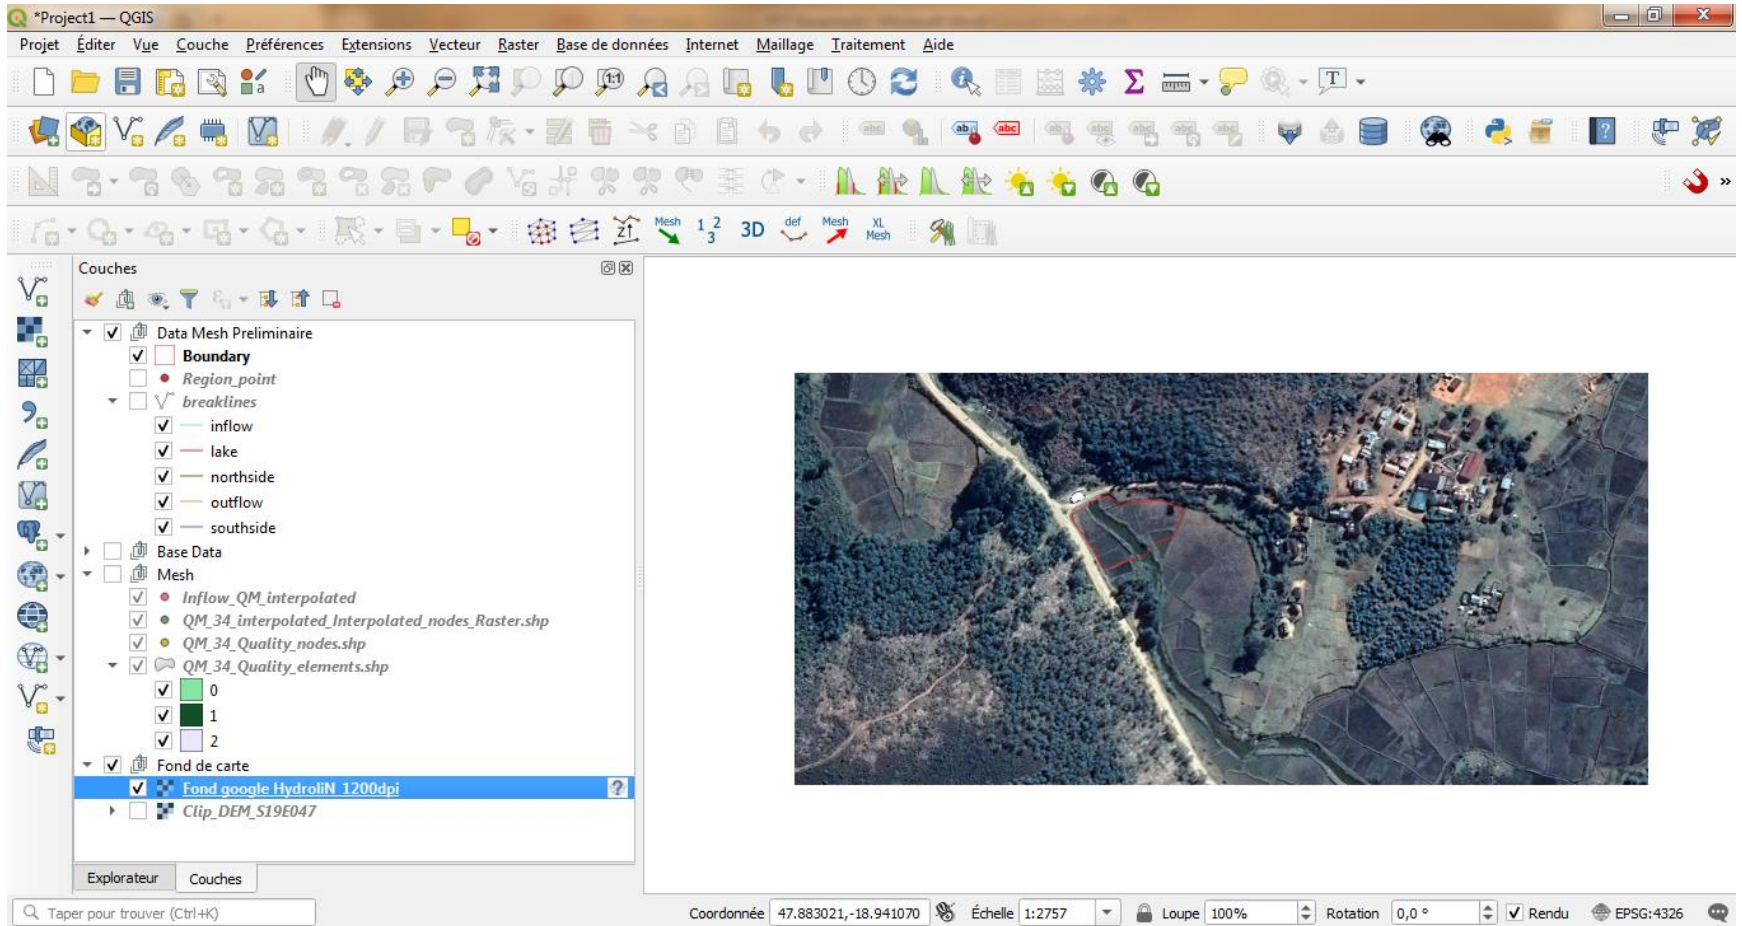 *Project1 — QGIS
Projet Éditer Vue Couche Préférences Extensions Vecteur Raster Base de données Internet Maillage Traitement Aide
1:1
a
Σ
T
abc
abc
V
?
»
Mesh
1 2 3
3D
def
Mesh
XL Mesh
Couches
Data Mesh Preliminaire
Boundary
Region_point
breaklines
inflow
lake
northside
outflow
southside
Base Data
Mesh
Inflow_QM_interpolated
QM_34_interpolated_Interpolated_nodes_Raster.shp
QM_34_Quality_nodes.shp
QM_34_Quality_elements.shp
0
1
2
Fond de carte
Fond google HydroliN_1200dpi ?
Clip_DEM_S19E047
Explorateur Couches
Taper pour trouver (Ctrl+K) Coordonnée 47.883021,-18.941070 Échelle 1:2757 Loupe 100% Rotation 0,0 ° Rendu EPSG:4326